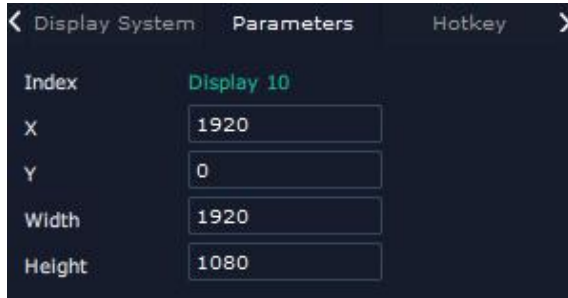 Display System Parameters Hotkey
Index Display 10
X 1920
Y 0
Width 1920
Height 1080